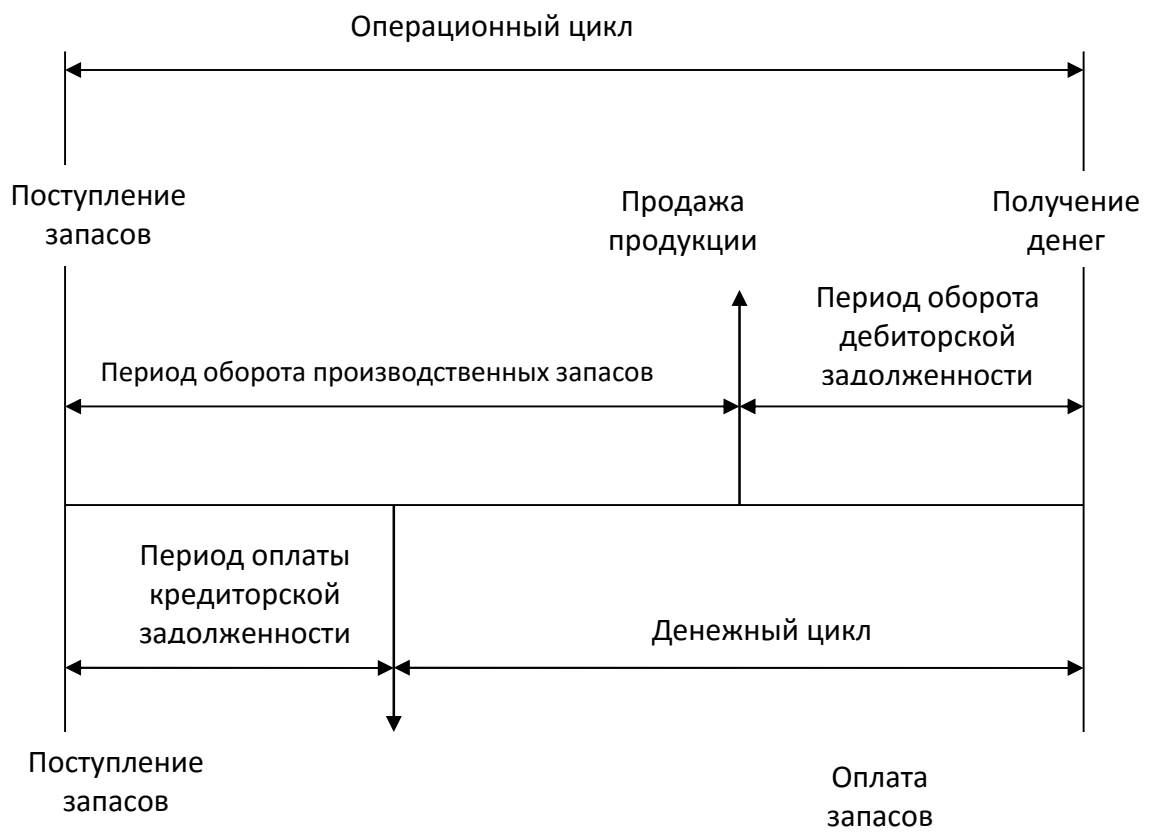 Операционный цикл
Поступление
запасов
Продажа
продукции
Получение
денег
Период оборота
дебиторской
задолженности
Период оборота производственных запасов
Период оплаты
кредиторской
задолженности
Денежный цикл
Поступление
запасов
Оплата
запасов